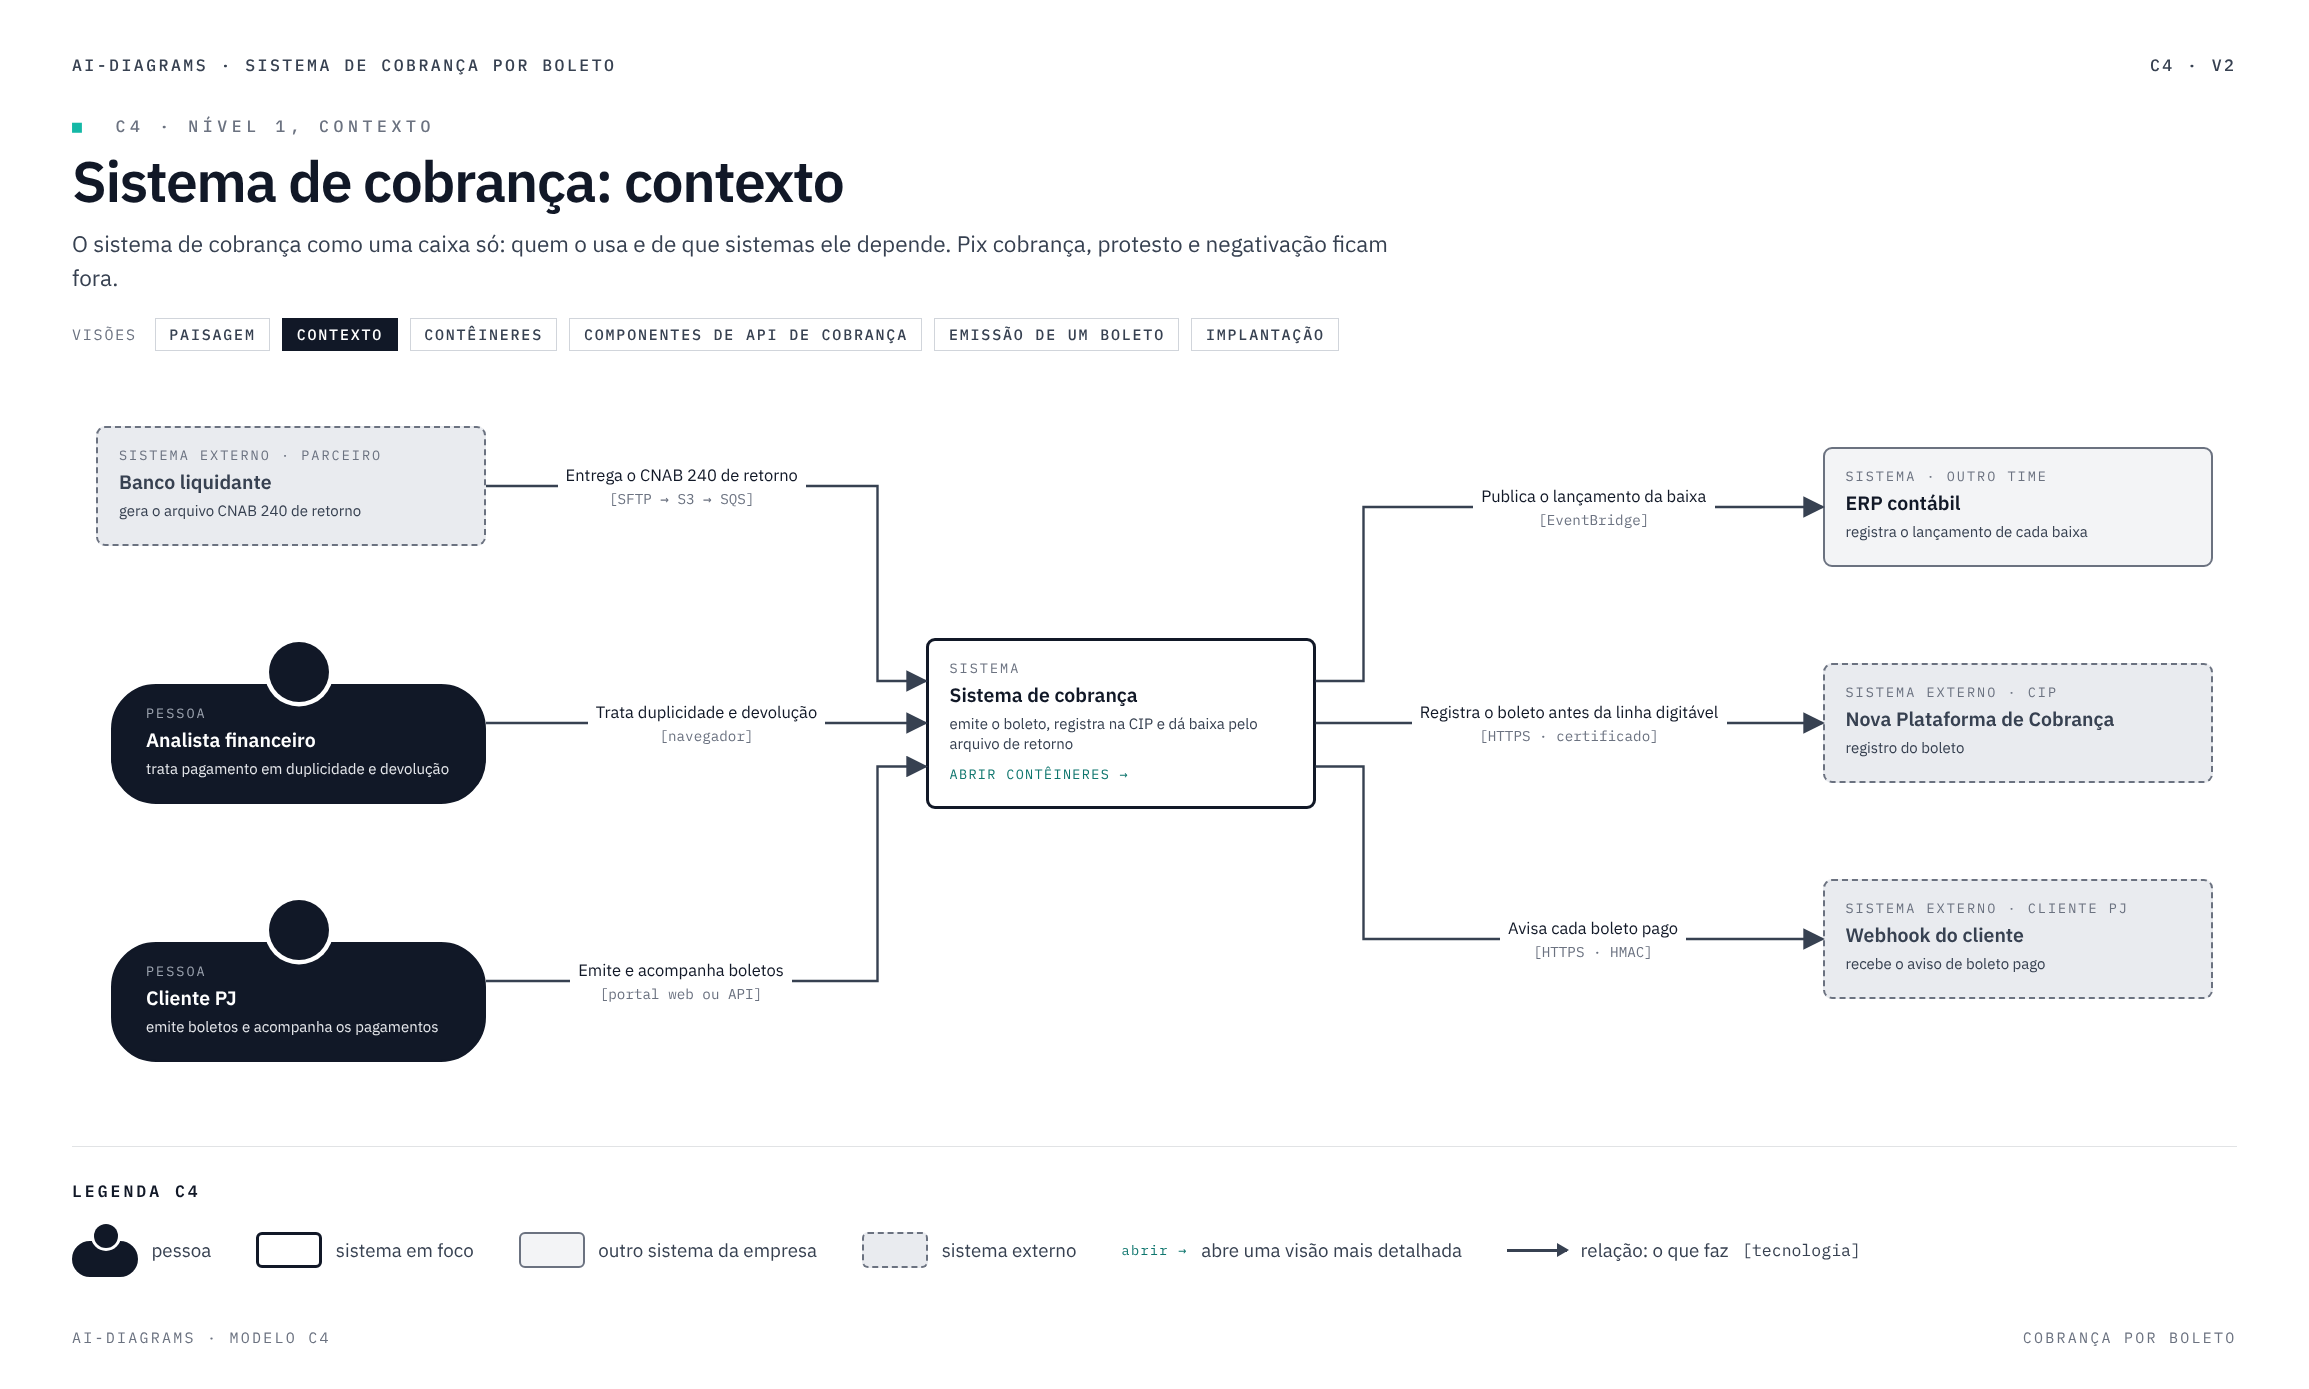 AI-DIAGRAMS · SISTEMA DE COBRANÇA POR BOLETO
C4 · V2
C4 · NÍVEL 1, CONTEXTO
Sistema de cobrança: contexto
O sistema de cobrança como uma caixa só: quem o usa e de que sistemas ele depende. Pix cobrança, protesto e negativação ficam
fora.
VISÕES
PAISAGEM
CONTEXTO
CONTÊINERES
COMPONENTES DE API DE COBRANÇA
EMISSÃO DE UM BOLETO
IMPLANTAÇÃO
SISTEMA EXTERNO · PARCEIRO
Banco liquidante
gera o arquivo CNAB 240 de retorno
Entrega o CNAB 240 de retorno
[SFTP → S3 → SQS]
PESSOA
Analista financeiro
trata pagamento em duplicidade e devolução
Trata duplicidade e devolução
[navegador]
PESSOA
Cliente PJ
emite boletos e acompanha os pagamentos
Emite e acompanha boletos
[portal web ou API]
SISTEMA
Sistema de cobrança
emite o boleto, registra na CIP e dá baixa pelo
arquivo de retorno
ABRIR CONTÊINERES →
Publica o lançamento da baixa
[EventBridge]
SISTEMA · OUTRO TIME
ERP contábil
registra o lançamento de cada baixa
Registra o boleto antes da linha digitável
[HTTPS · certificado]
SISTEMA EXTERNO · CIP
Nova Plataforma de Cobrança
registro do boleto
Avisa cada boleto pago
[HTTPS · HMAC]
SISTEMA EXTERNO · CLIENTE PJ
Webhook do cliente
recebe o aviso de boleto pago
LEGENDA C4
pessoa
sistema em foco
outro sistema da empresa
sistema externo
abrir → abre uma visão mais detalhada
relação: o que faz [tecnologia]
AI-DIAGRAMS · MODELO C4
COBRANÇA POR BOLETO